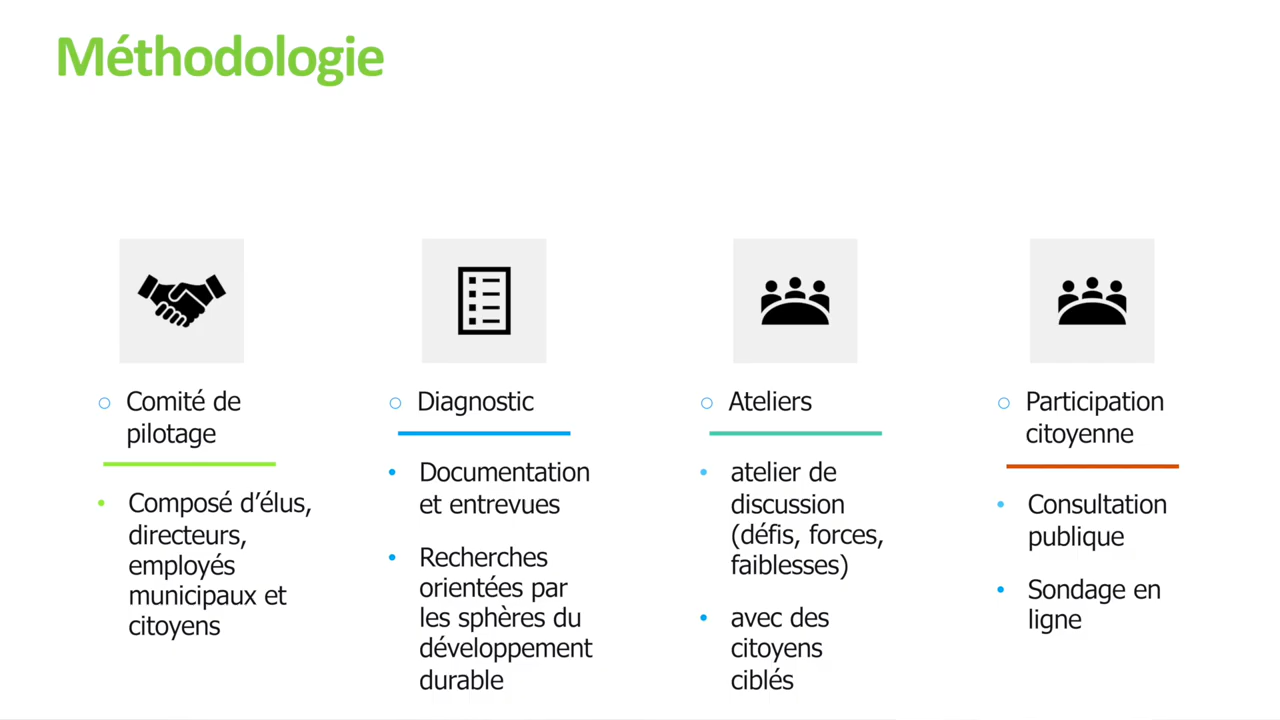 Méthodologie
○ Comité de
pilotage
• Composé d’élus,
directeurs,
employés
municipaux et
citoyens
○ Diagnostic
• Documentation
et entrevues
• Recherches
orientées par
les sphères du
développement
durable
○ Ateliers
• atelier de
discussion
(défis, forces,
faiblesses)
• avec des
citoyens
ciblés
○ Participation
citoyenne
• Consultation
publique
• Sondage en
ligne